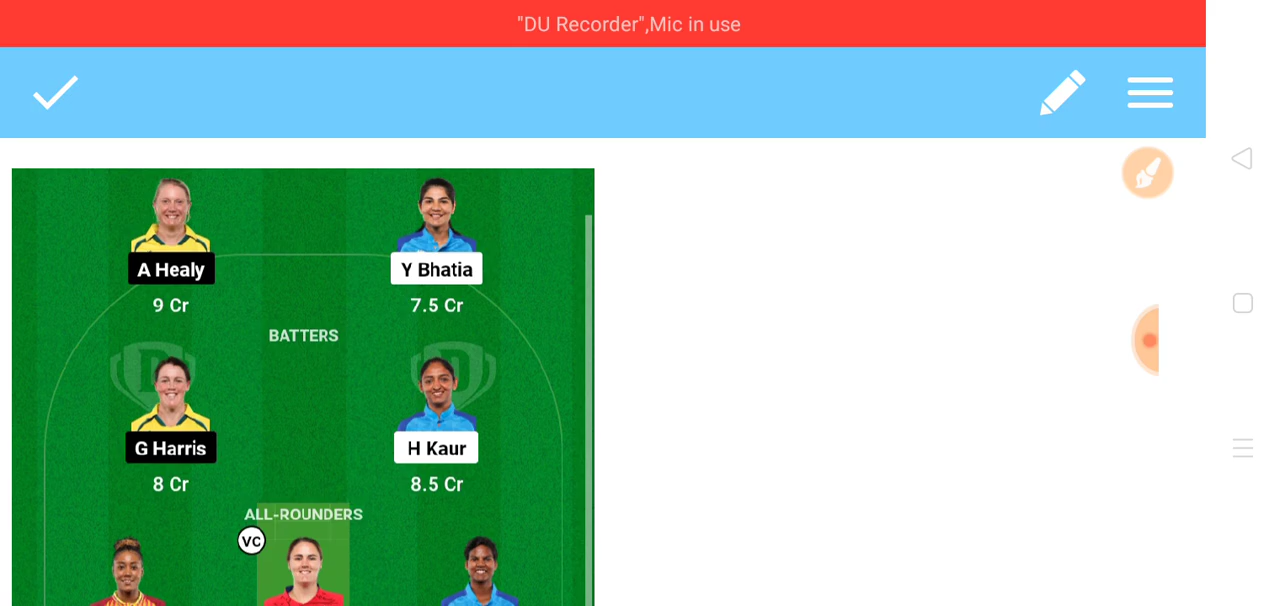 "DU Recorder",Mic in use
A Healy
Y Bhatia
9 Cr
7.5 Cr
BATTERS
G Harris
H Kaur
8 Cr
8.5 Cr
ALL-ROUNDERS
VC